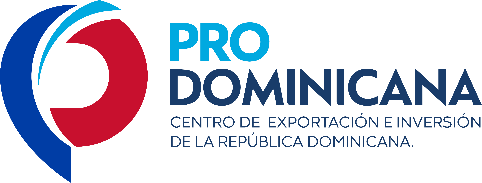 PRO
DOMINICANA
CENTRO DE EXPORTACIÓN E INVERSIÓN
DE LA REPÚBLICA DOMINICANA.